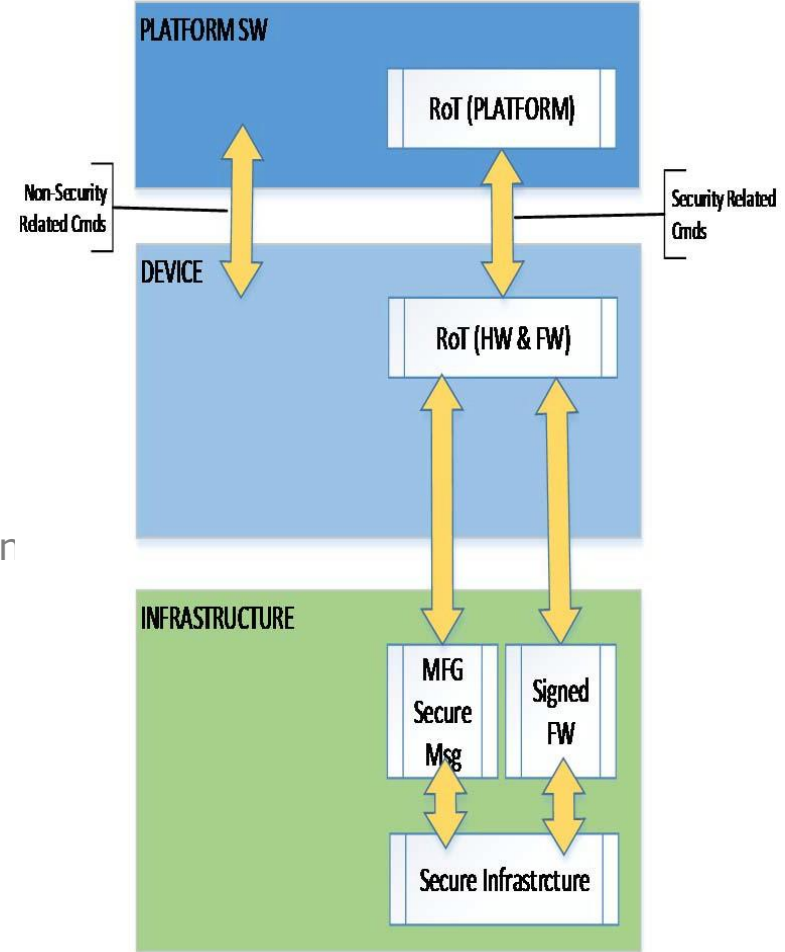 PLATFORM SW
RoT (PLATFORM)
Non-Security
Related Cmds
Security Related
Cmds
DEVICE
RoT (HW & FW)
INFRASTRUCTURE
MFG
Secure
Msg
Signed
FW
Secure Infrastrcture